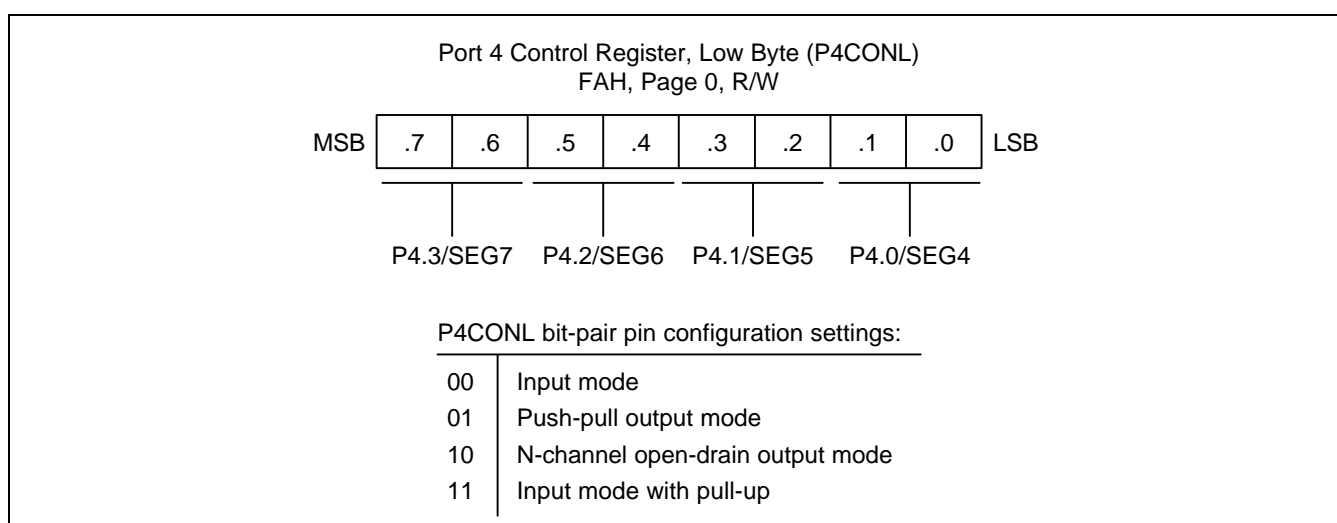 Port 4 Control Register, Low Byte (P4CONL)
FAH, Page 0, R/W
MSB .7 .6 .5 .4 .3 .2 .1 .0 LSB
P4.3/SEG7 P4.2/SEG6 P4.1/SEG5 P4.0/SEG4
P4CONL bit-pair pin configuration settings:
00 Input mode
01 Push-pull output mode
10 N-channel open-drain output mode
11 Input mode with pull-up